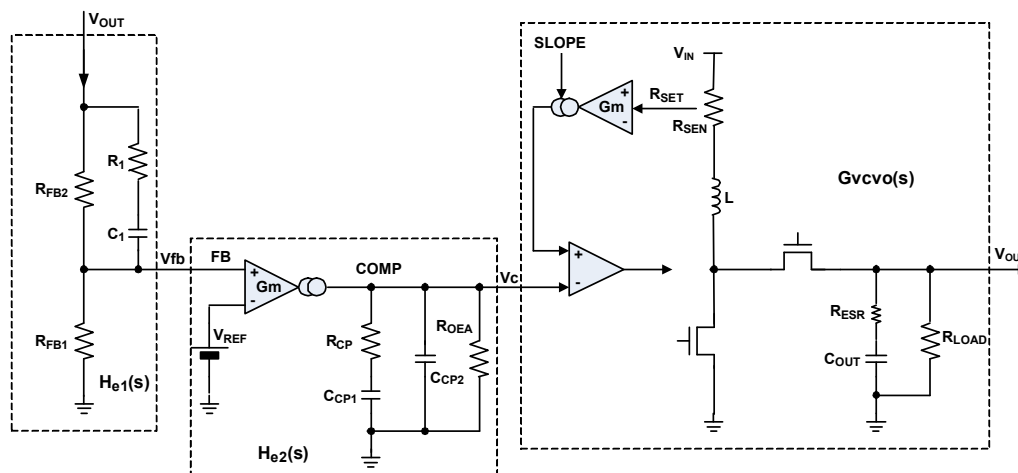 VOUT
RFB2
R1
C1
RFB1
He1(s)
Vfb
FB
Gm
+
-
VREF
COMP
RCP
CCP1
CCP2
ROEA
He2(s)
Vc
SLOPE
Gm
+
-
RSET
VIN
RSEN
L
+
-
Gvcvo(s)
RESR
COUT
RLOAD
VOU